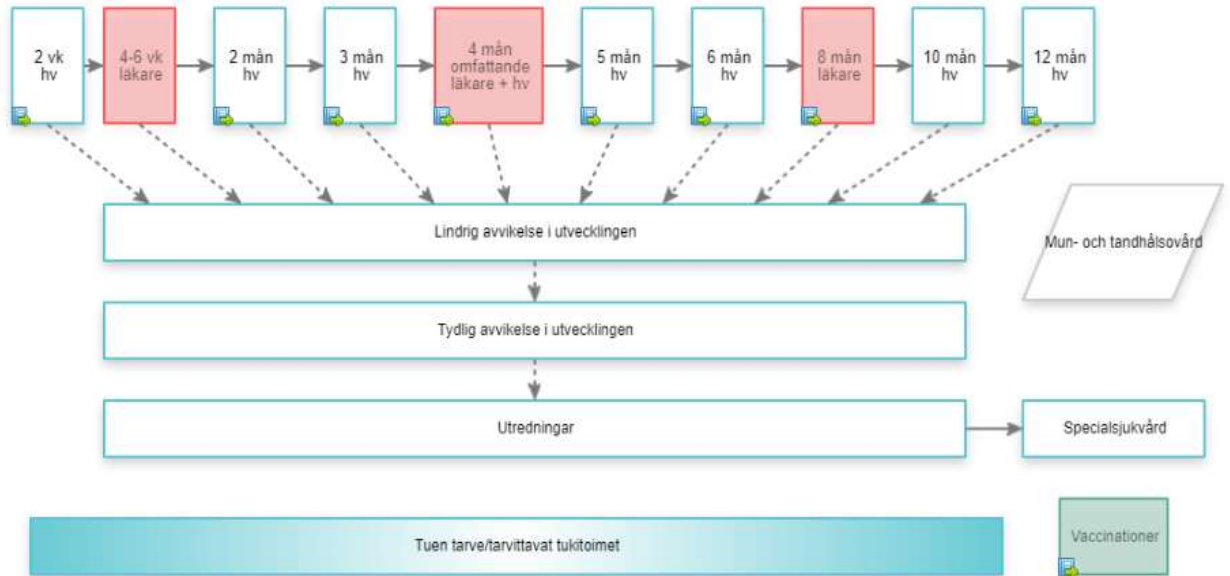 2 vk
hv
4-6 vk
läkare
2 mån
hv
3 mån
hv
4 mån
omfattande
läkare + hv
5 mån
hv
6 mån
hv
8 mån
läkare
10 mån
hv
12 mån
hv
Lindrig avvikelse i utvecklingen
Mun- och tandhälsovård
Tydlig avvikelse i utvecklingen
Utredningar
Specialsjukvård
Tuen tarve/tarvittavat tukitoimet
Vaccinationer